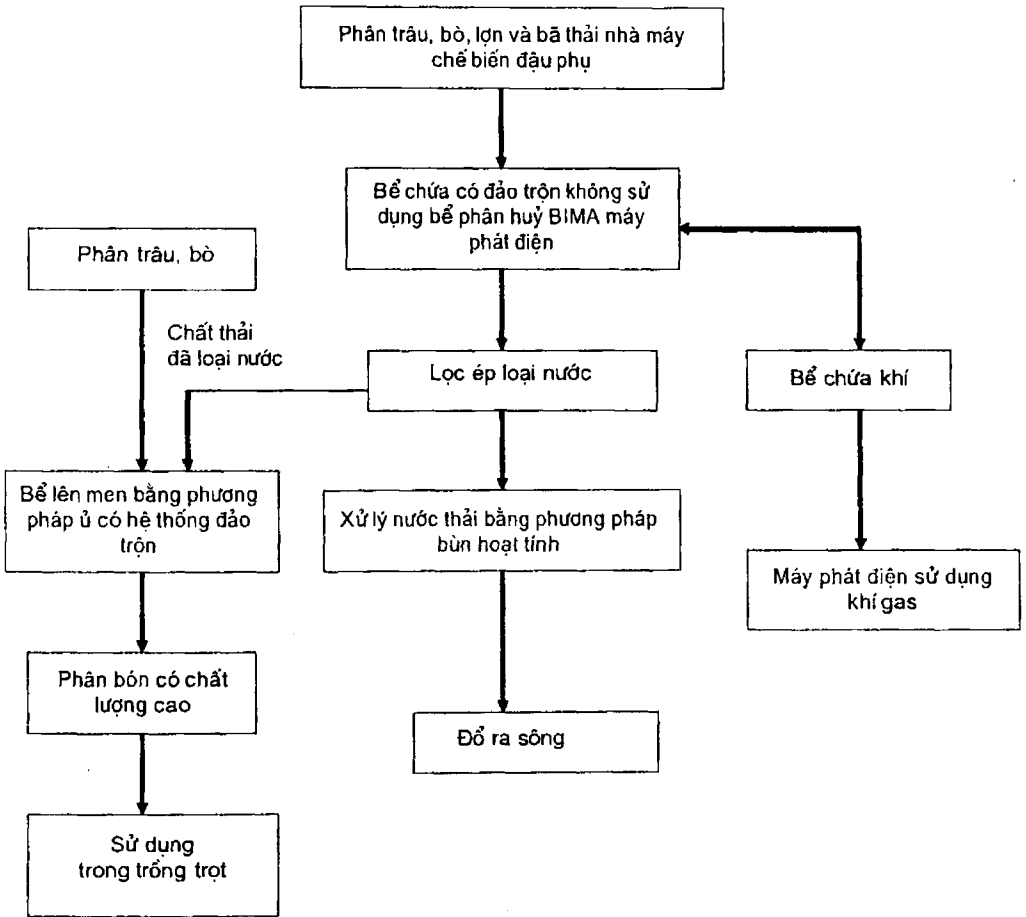 Phân trâu, bò, lợn và bã thải nhà máy
chế biến đậu phụ
Bể chứa có đảo trộn không sử
dụng bể phân huỷ BIMA máy
phát điện
Phân trâu, bò
Chất thải
đã loại nước
Lọc ép loại nước
Bể chứa khí
Bể lên men bằng phương
pháp ủ có hệ thống đảo
trộn
Xử lý nước thải bằng phương pháp
bùn hoạt tính
Máy phát điện sử dụng
khí gas
Phân bón có chất
lượng cao
Đổ ra sông
Sử dụng
trong trồng trọt